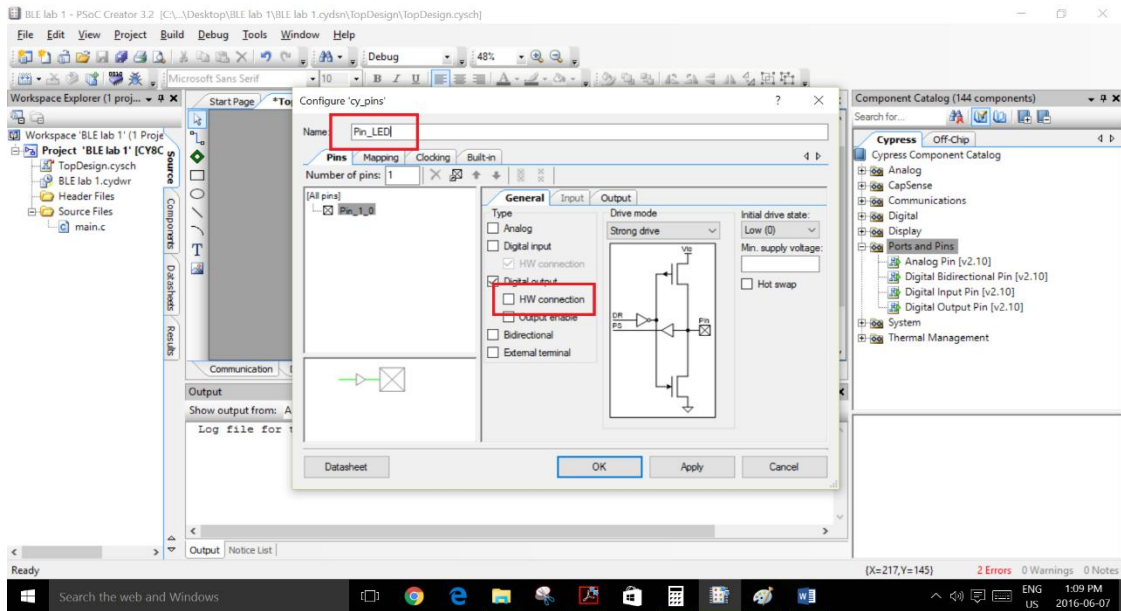 BLE lab 1 - PSoC Creator 3.2 [C:\...\Desktop\BLE lab 1\BLE lab 1.cydsn\TopDesign\TopDesign.cysch]
File Edit View Project Build Debug Tools Window Help
Debug 48%
Microsoft Sans Serif 10 B I U A
Workspace Explorer (1 proj...
Workspace 'BLE lab 1' (1 Proje
Project 'BLE lab 1' [CY8C
TopDesign.cysch
BLE lab 1.cydwr
Header Files
Source Files
main.c
Source
Components
Datasheets
Results
Start Page *To
T
Communication
Configure 'cy_pins' ?
Name: Pin_LED
Pins Mapping Clocking Built-in
Number of pins: 1
[All pins]
Pin_1_0
General Input Output
Type
Analog
Digital input
HW connection
Digital output
HW connection
Output enable
Bidirectional
External terminal
Drive mode
Strong drive
Vio
DR
PS
Pin
Initial drive state:
Low (0)
Min. supply voltage:
Hot swap
Datasheet OK Apply Cancel
Output
Show output from: A
Log file for t
Output Notice List
Component Catalog (144 components)
Search for...
Cypress Off-Chip
Cypress Component Catalog
Analog
CapSense
Communications
Digital
Display
Ports and Pins
Analog Pin [v2.10]
Digital Bidirectional Pin [v2.10]
Digital Input Pin [v2.10]
Digital Output Pin [v2.10]
System
Thermal Management
Ready {X=217,Y=145} 2 Errors 0 Warnings 0 Notes
Search the web and Windows
ENG
US
1:09 PM
2016-06-07